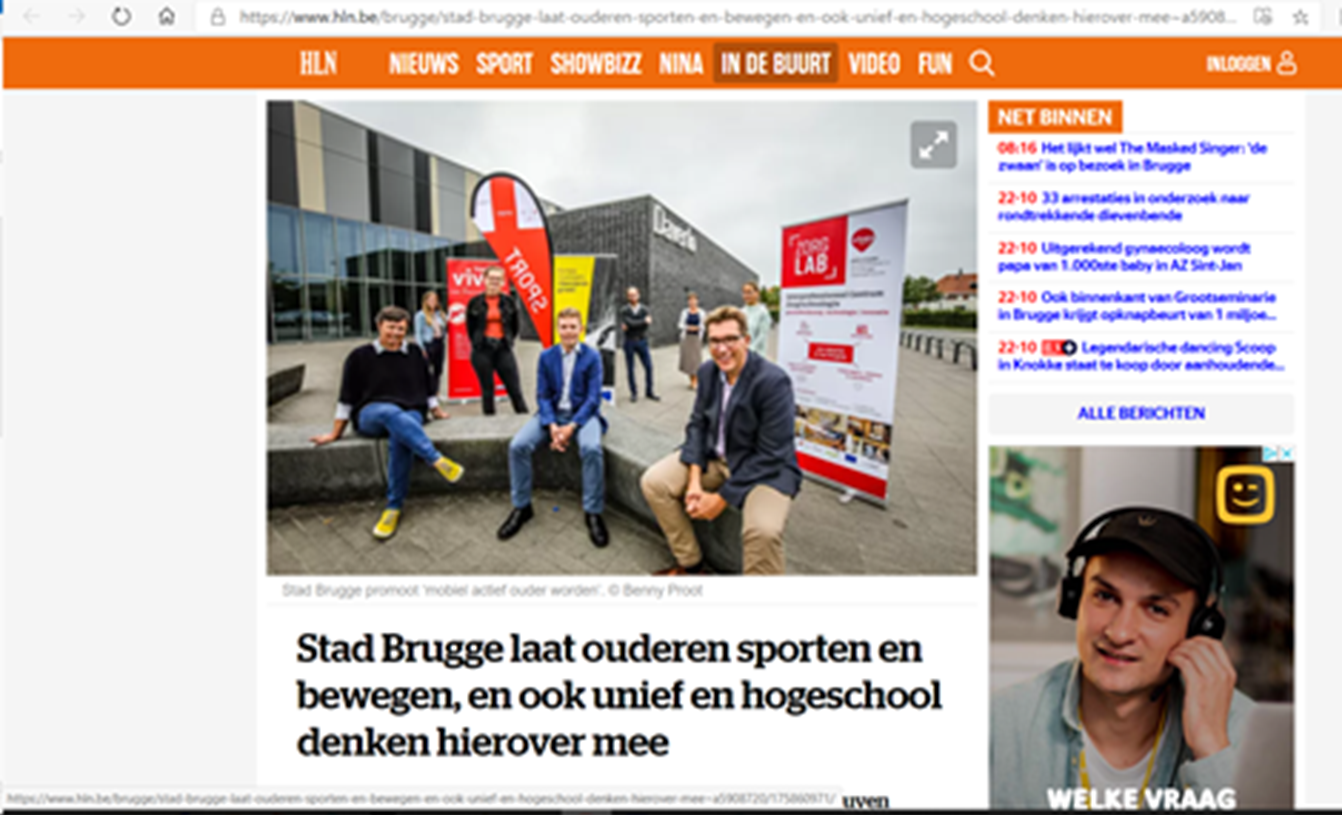 https://www.hln.be/brugge/stad-brugge-laat-ouderen-sporten-en-bewegen-en-ook-unief-en-hogeschool-denken-hierover-mee~a5908...
HLN NIEUWS SPORT SHOWBIZZ NINA IN DE BUURT VIDEO FUN INLOGGEN
viv
SPORT
Daverlo
ZORG
LAB
Stad Brugge promoot 'mobiel actief ouder worden'. © Benny Proot
Stad Brugge laat ouderen sporten en
bewegen, en ook unief en hogeschool
denken hierover mee
NET BINNEN
08:16 Het lijkt wel The Masked Singer: 'de
zwaan' is op bezoek in Brugge
22:10 33 arrestaties in onderzoek naar
rondtrekkende dievenbende
22:10 Uitgerekend gynaecoloog wordt
papa van 1.000ste baby in AZ Sint-Jan
22:10 Ook binnenkant van Grootseminarie
in Brugge krijgt opknapbeurt van 1 miljoe...
22:10 Legendarische dancing Scoop
in Knokke staat te koop door aanhoudende...
ALLE BERICHTEN
WELKE VRAAG
https://www.hln.be/brugge/stad-brugge-laat-ouderen-sporten-en-bewegen-en-ook-unief-en-hogeschool-denken-hierover-mee~a5908720/175860971/
uven